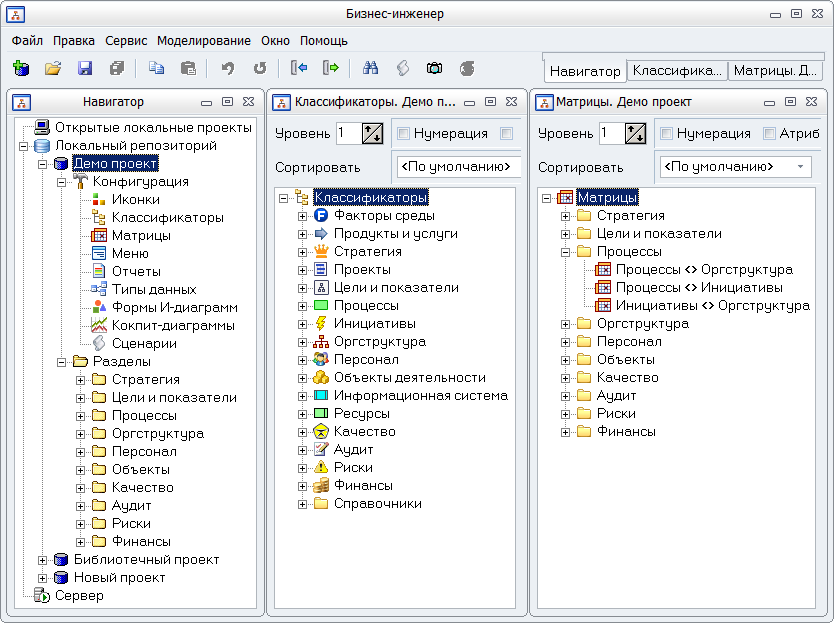 Бизнес-инженер
Файл Правка Сервис Моделирование Окно Помощь
Навигатор Классифика... Матрицы. Д...
Навигатор
Открытые локальные проекты
Локальный репозиторий
Демо проект
Конфигурация
Иконки
Классификаторы
Матрицы
Меню
Отчеты
Типы данных
Формы И-диаграмм
Кокпит-диаграммы
Сценарии
Разделы
Стратегия
Цели и показатели
Процессы
Оргструктура
Персонал
Объекты
Качество
Аудит
Риски
Финансы
Библиотечный проект
Новый проект
Сервер
Классификаторы. Демо п...
Уровень 1 Нумерация
Сортировать <По умолчанию>
Классификаторы
Факторы среды
Продукты и услуги
Стратегия
Проекты
Цели и показатели
Процессы
Инициативы
Оргструктура
Персонал
Объекты деятельности
Информационная система
Ресурсы
Качество
Аудит
Риски
Финансы
Справочники
Матрицы. Демо проект
Уровень 1 Нумерация Атриб
Сортировать <По умолчанию>
Матрицы
Стратегия
Цели и показатели
Процессы
Процессы <> Оргструктура
Процессы <> Инициативы
Инициативы <> Оргструктура
Оргструктура
Персонал
Объекты
Качество
Аудит
Риски
Финансы